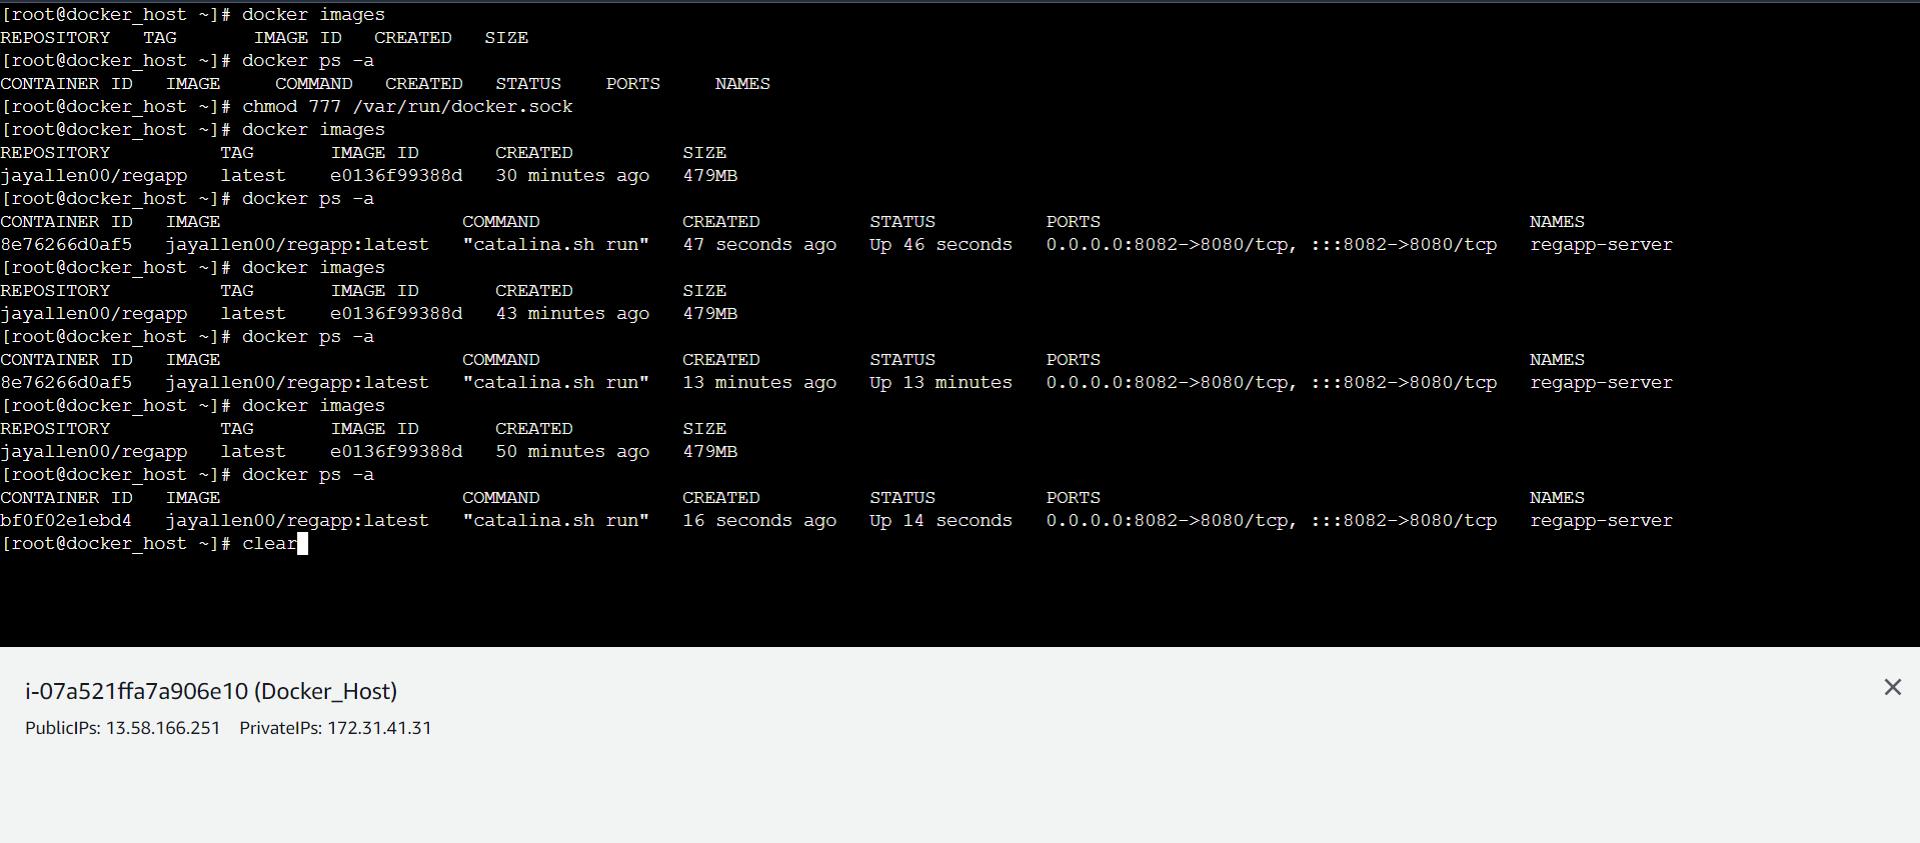 [root@docker_host ~]# docker images
REPOSITORY   TAG       IMAGE ID   CREATED   SIZE
[root@docker_host ~]# docker ps -a
CONTAINER ID   IMAGE     COMMAND   CREATED   STATUS    PORTS     NAMES
[root@docker_host ~]# chmod 777 /var/run/docker.sock
[root@docker_host ~]# docker images
REPOSITORY          TAG       IMAGE ID       CREATED          SIZE
jayallen00/regapp   latest    e0136f99388d   30 minutes ago   479MB
[root@docker_host ~]# docker ps -a
CONTAINER ID   IMAGE                      COMMAND             CREATED          STATUS          PORTS                                       NAMES
8e76266d0af5   jayallen00/regapp:latest   "catalina.sh run"   47 seconds ago   Up 46 seconds   0.0.0.0:8082->8080/tcp, :::8082->8080/tcp   regapp-server
[root@docker_host ~]# docker images
REPOSITORY          TAG       IMAGE ID       CREATED          SIZE
jayallen00/regapp   latest    e0136f99388d   43 minutes ago   479MB
[root@docker_host ~]# docker ps -a
CONTAINER ID   IMAGE                      COMMAND             CREATED          STATUS          PORTS                                       NAMES
8e76266d0af5   jayallen00/regapp:latest   "catalina.sh run"   13 minutes ago   Up 13 minutes   0.0.0.0:8082->8080/tcp, :::8082->8080/tcp   regapp-server
[root@docker_host ~]# docker images
REPOSITORY          TAG       IMAGE ID       CREATED          SIZE
jayallen00/regapp   latest    e0136f99388d   50 minutes ago   479MB
[root@docker_host ~]# docker ps -a
CONTAINER ID   IMAGE                      COMMAND             CREATED          STATUS          PORTS                                       NAMES
bf0f02e1ebd4   jayallen00/regapp:latest   "catalina.sh run"   16 seconds ago   Up 14 seconds   0.0.0.0:8082->8080/tcp, :::8082->8080/tcp   regapp-server
[root@docker_host ~]# clear
i-07a521ffa7a906e10 (Docker_Host)
PublicIPs: 13.58.166.251    PrivateIPs: 172.31.41.31